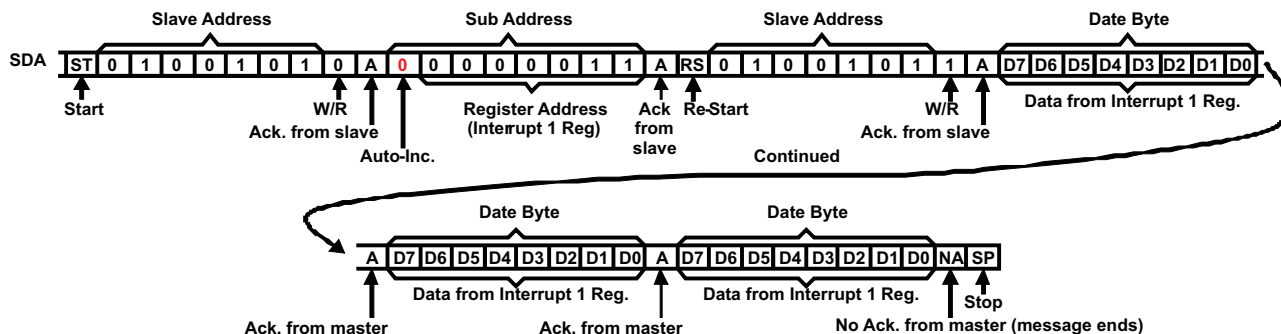 Slave Address Sub Address Slave Address Date Byte
SDA ST 0 1 0 0 1 0 1 0 A 0 0 0 0 0 0 1 1 A RS 0 1 0 0 1 0 1 1 A D7 D6 D5 D4 D3 D2 D1 D0
Start W/R Register Address Ack Re-Start W/R Data from Interrupt 1 Reg.
Ack. from slave (Interrupt 1 Reg) from Ack. from slave
Auto-Inc. slave Continued
Date Byte Date Byte
A D7 D6 D5 D4 D3 D2 D1 D0 A D7 D6 D5 D4 D3 D2 D1 D0 NA SP
Data from Interrupt 1 Reg. Data from Interrupt 1 Reg. Stop
Ack. from master Ack. from master No Ack. from master (message ends)